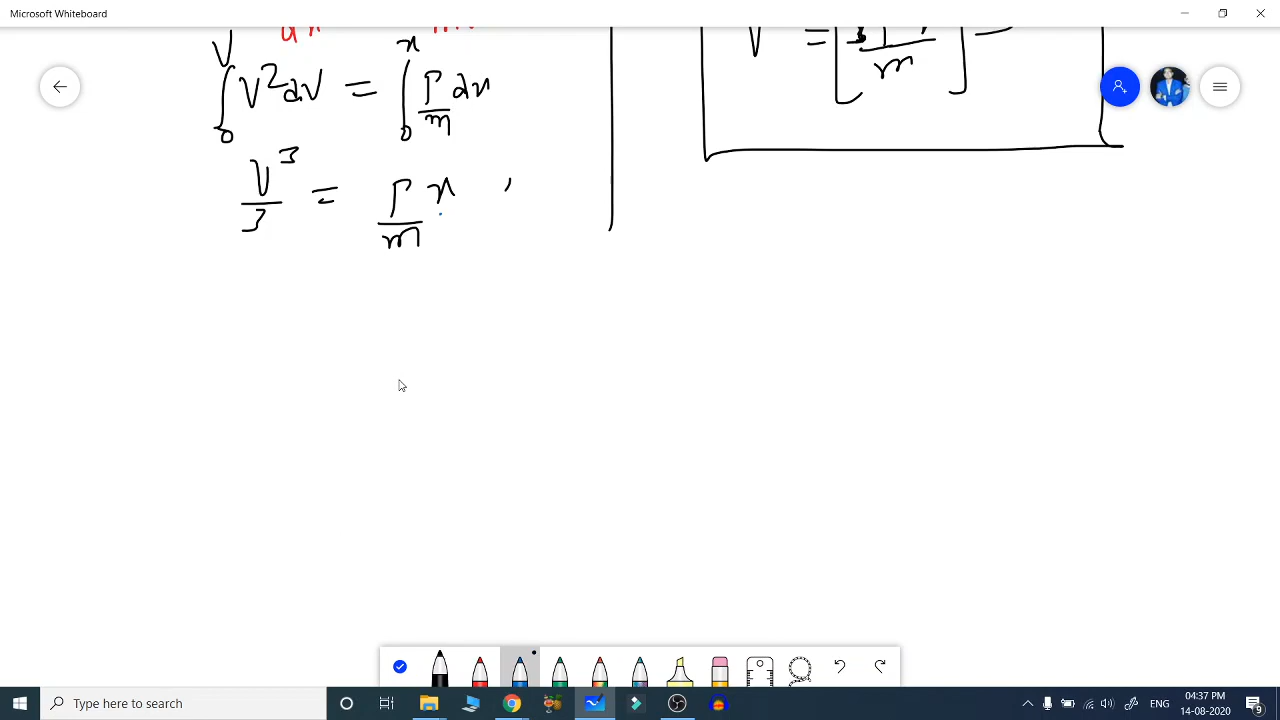 Microsoft Whiteboard
V x
∫ V²dV = ∫ P/m dx
0 0
V³/3 = P/m x ,
V = [ / m ]
Type here to search
ENG
04:37 PM
14-08-2020
9